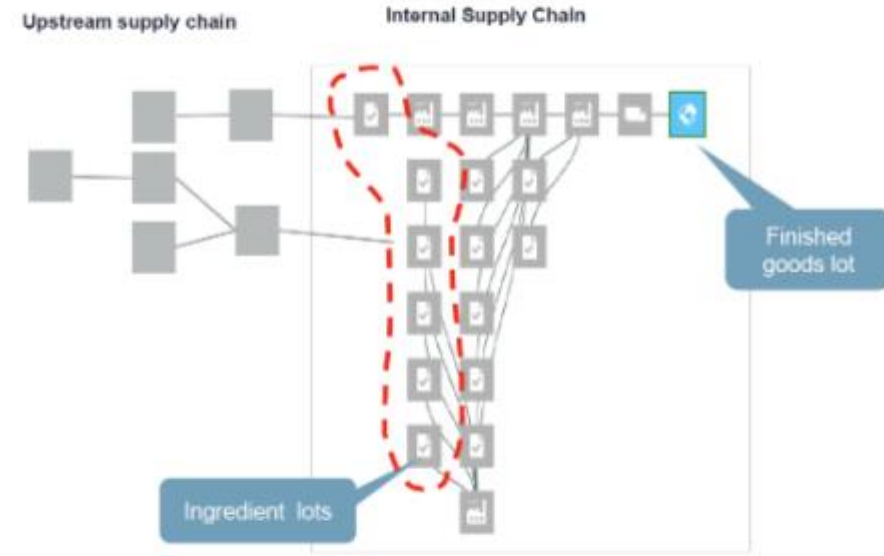 Upstream supply chain
Internal Supply Chain
Finished
goods lot
Ingredient lots